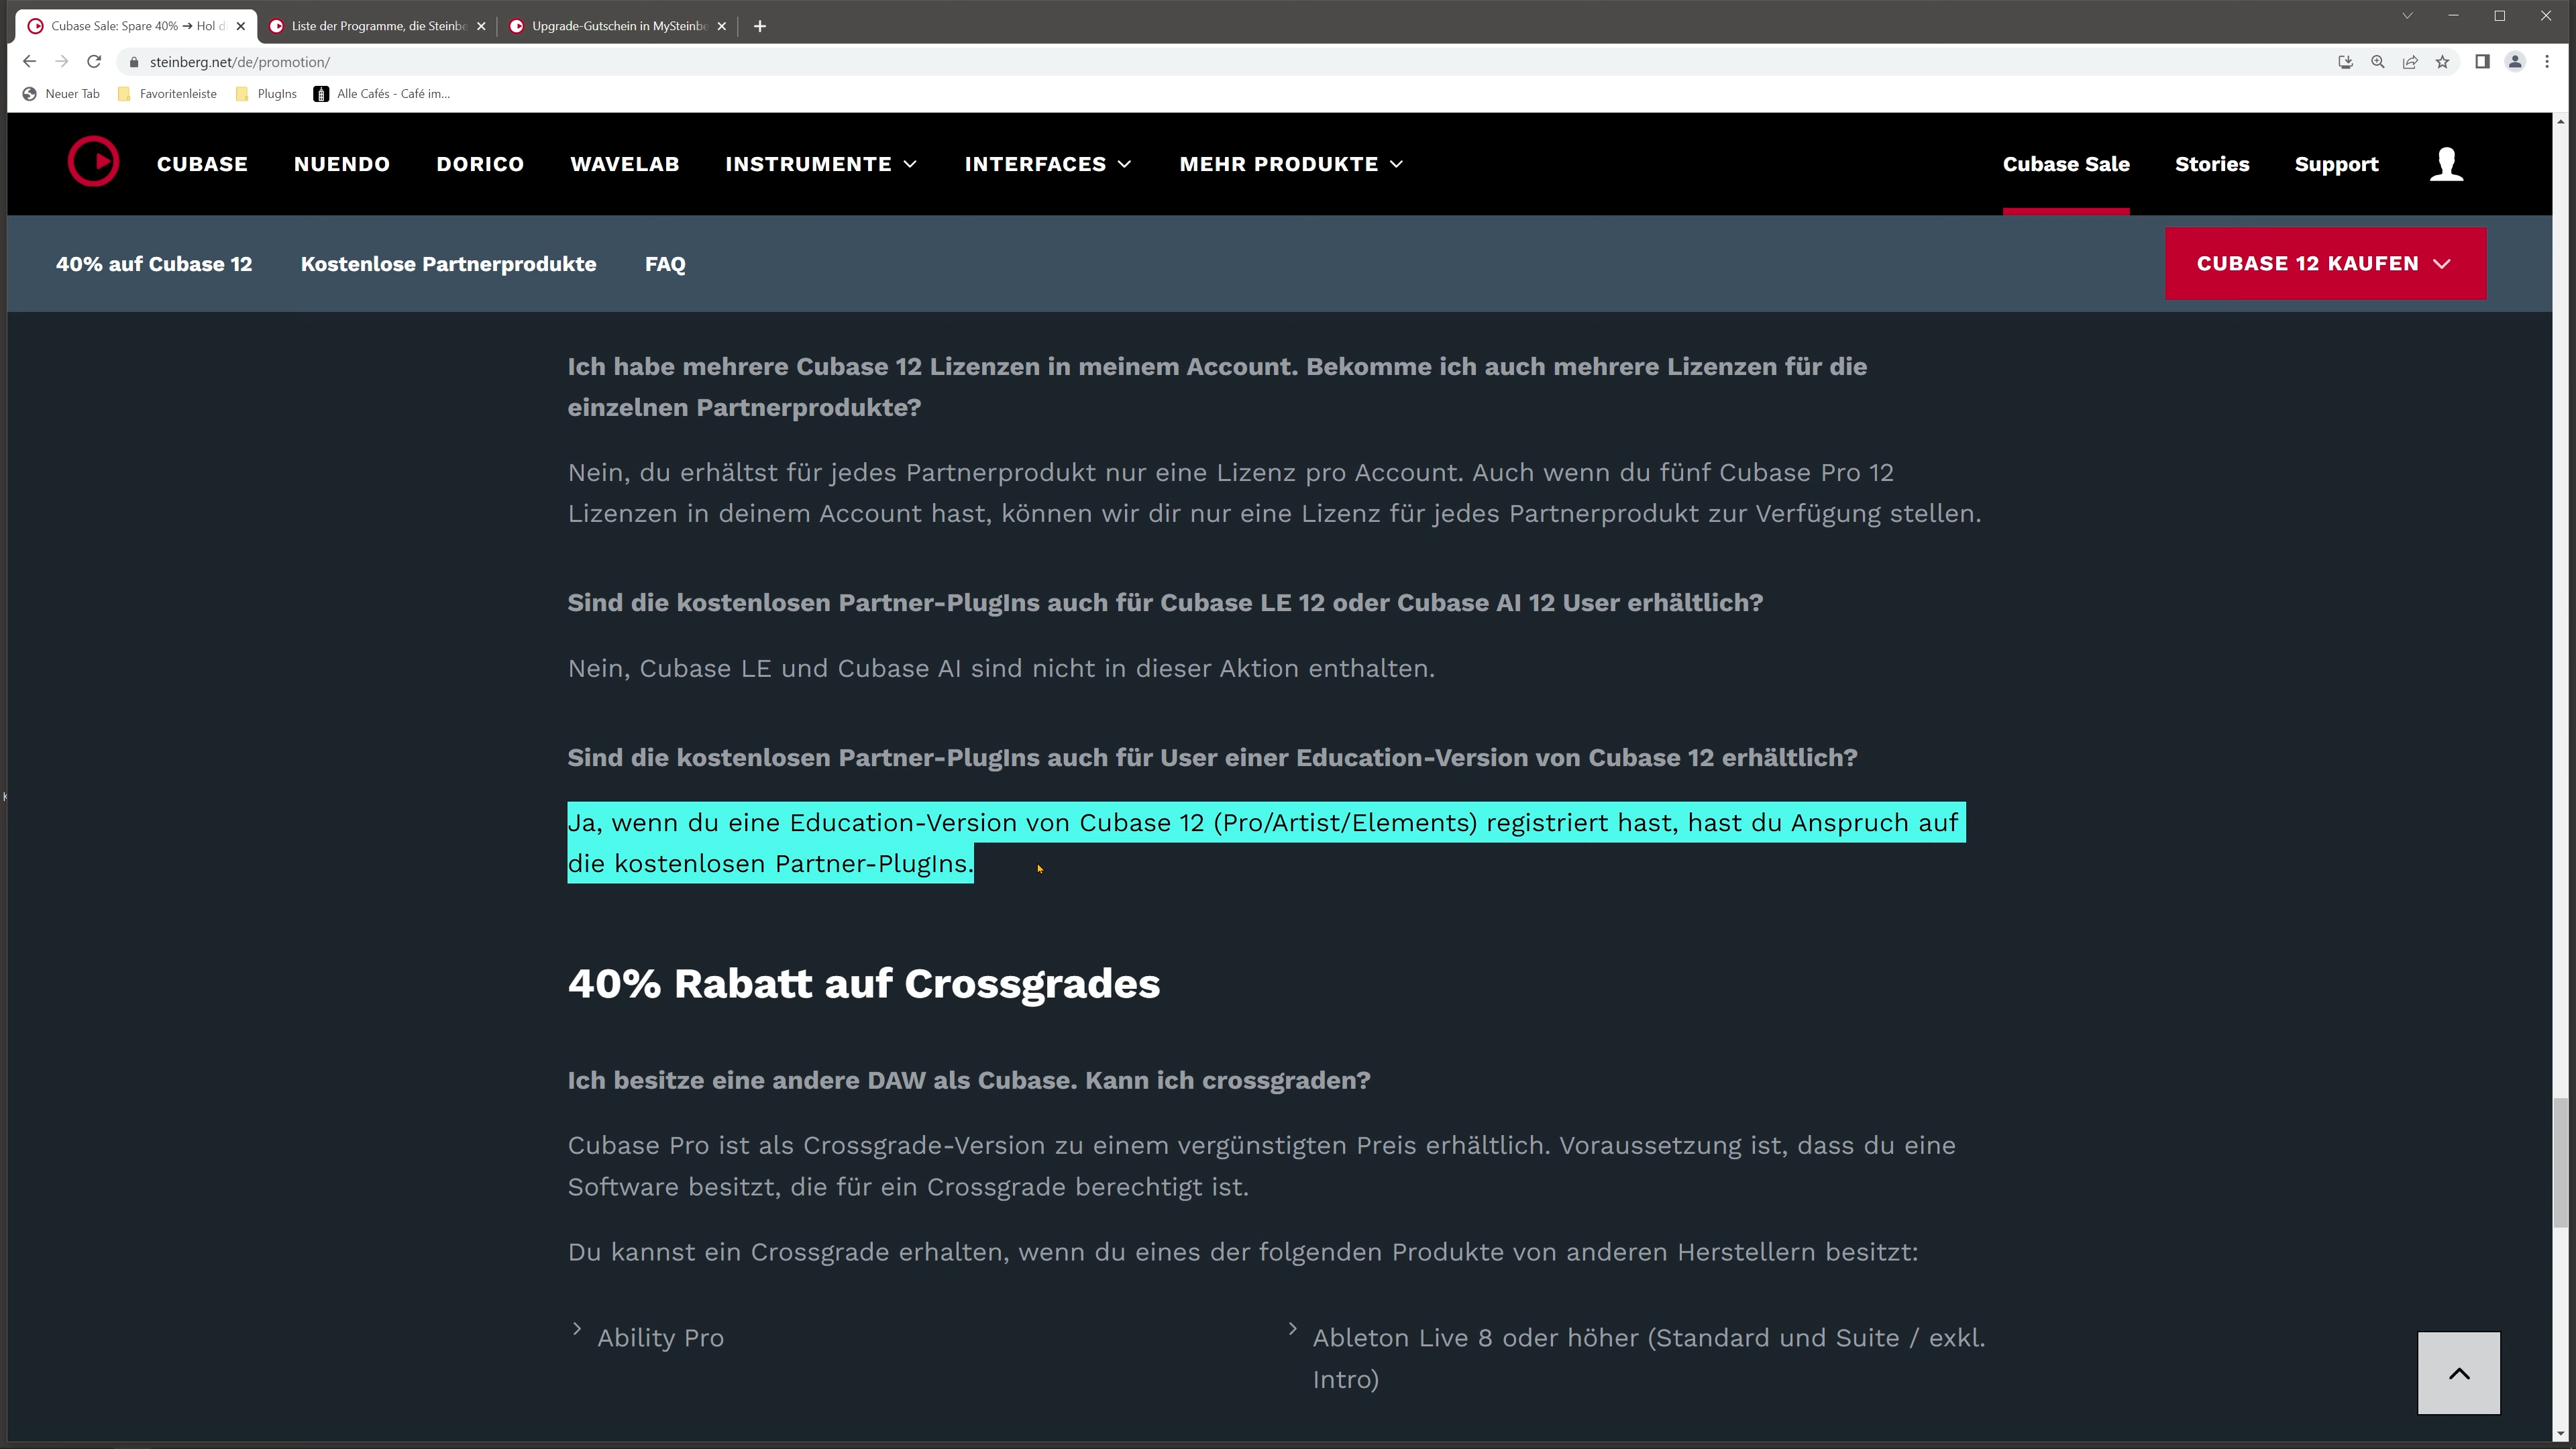 Cubase Sale: Spare 40% ➔ Hol d
Liste der Programme, die Steinbe
Upgrade-Gutschein in MySteinbe
steinberg.net/de/promotion/
Neuer Tab
Favoritenleiste
PlugIns
Alle Cafés - Café im...
CUBASE
NUENDO
DORICO
WAVELAB
INSTRUMENTE
INTERFACES
MEHR PRODUKTE
Cubase Sale
Stories
Support
40% auf Cubase 12
Kostenlose Partnerprodukte
FAQ
CUBASE 12 KAUFEN
Ich habe mehrere Cubase 12 Lizenzen in meinem Account. Bekomme ich auch mehrere Lizenzen für die
einzelnen Partnerprodukte?
Nein, du erhältst für jedes Partnerprodukt nur eine Lizenz pro Account. Auch wenn du fünf Cubase Pro 12
Lizenzen in deinem Account hast, können wir dir nur eine Lizenz für jedes Partnerprodukt zur Verfügung stellen.
Sind die kostenlosen Partner-PlugIns auch für Cubase LE 12 oder Cubase AI 12 User erhältlich?
Nein, Cubase LE und Cubase AI sind nicht in dieser Aktion enthalten.
Sind die kostenlosen Partner-PlugIns auch für User einer Education-Version von Cubase 12 erhältlich?
Ja, wenn du eine Education-Version von Cubase 12 (Pro/Artist/Elements) registriert hast, hast du Anspruch auf
die kostenlosen Partner-PlugIns.
40% Rabatt auf Crossgrades
Ich besitze eine andere DAW als Cubase. Kann ich crossgraden?
Cubase Pro ist als Crossgrade-Version zu einem vergünstigten Preis erhältlich. Voraussetzung ist, dass du eine
Software besitzt, die für ein Crossgrade berechtigt ist.
Du kannst ein Crossgrade erhalten, wenn du eines der folgenden Produkte von anderen Herstellern besitzt:
Ability Pro
Ableton Live 8 oder höher (Standard und Suite / exkl.
Intro)